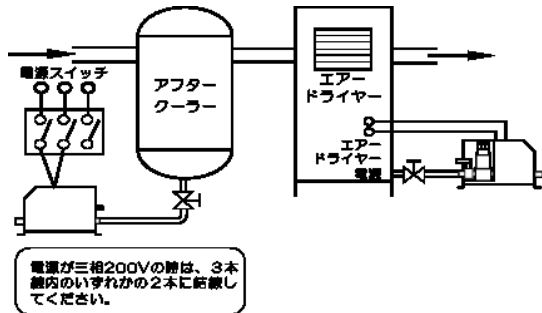 電源スイッチ
アフター
クーラー
エアー
ドライヤー
エアー
ドライヤー
電源
電源が三相200Vの時は、3本
線内のいずれかの2本に結線し
てください。